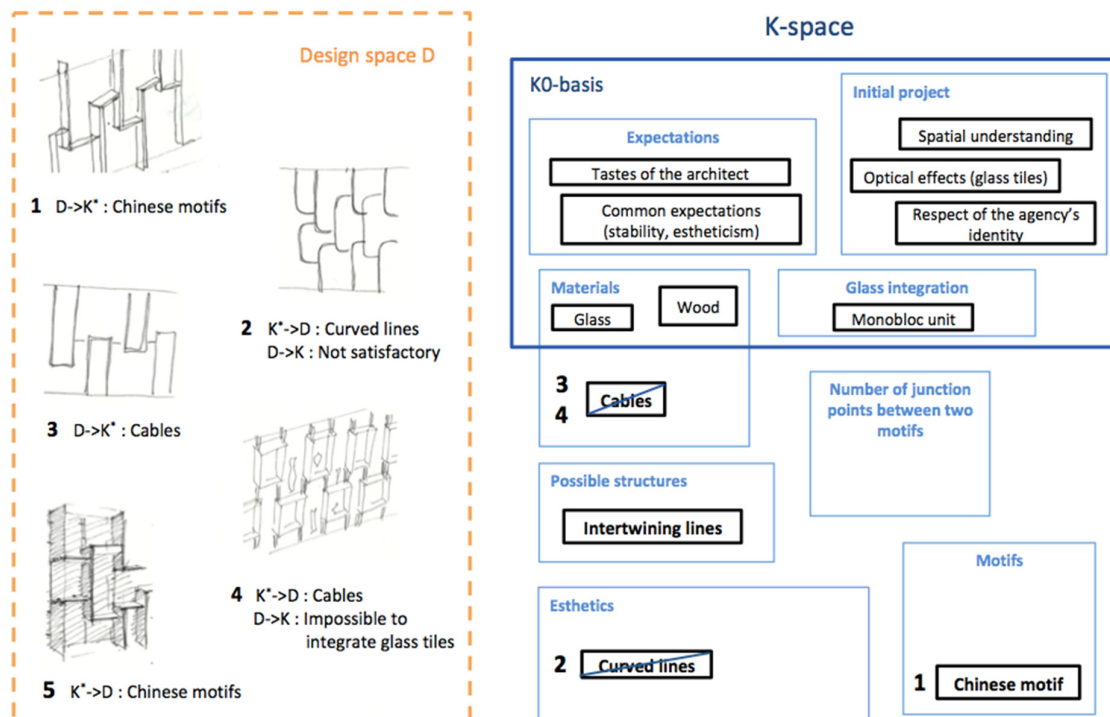 Design space D
1 D->K* : Chinese motifs
2 K*->D : Curved lines
D->K : Not satisfactory
3 D->K* : Cables
4 K*->D : Cables
D->K : Impossible to
integrate glass tiles
5 K*->D : Chinese motifs
K-space
K0-basis
Expectations
Tastes of the architect
Common expectations
(stability, estheticism)
Initial project
Spatial understanding
Optical effects (glass tiles)
Respect of the agency's
identity
Materials
Glass
Wood
Glass integration
Monobloc unit
3
4
Cables
Number of junction
points between two
motifs
Possible structures
Intertwining lines
Esthetics
2 Curved lines
Motifs
1 Chinese motif